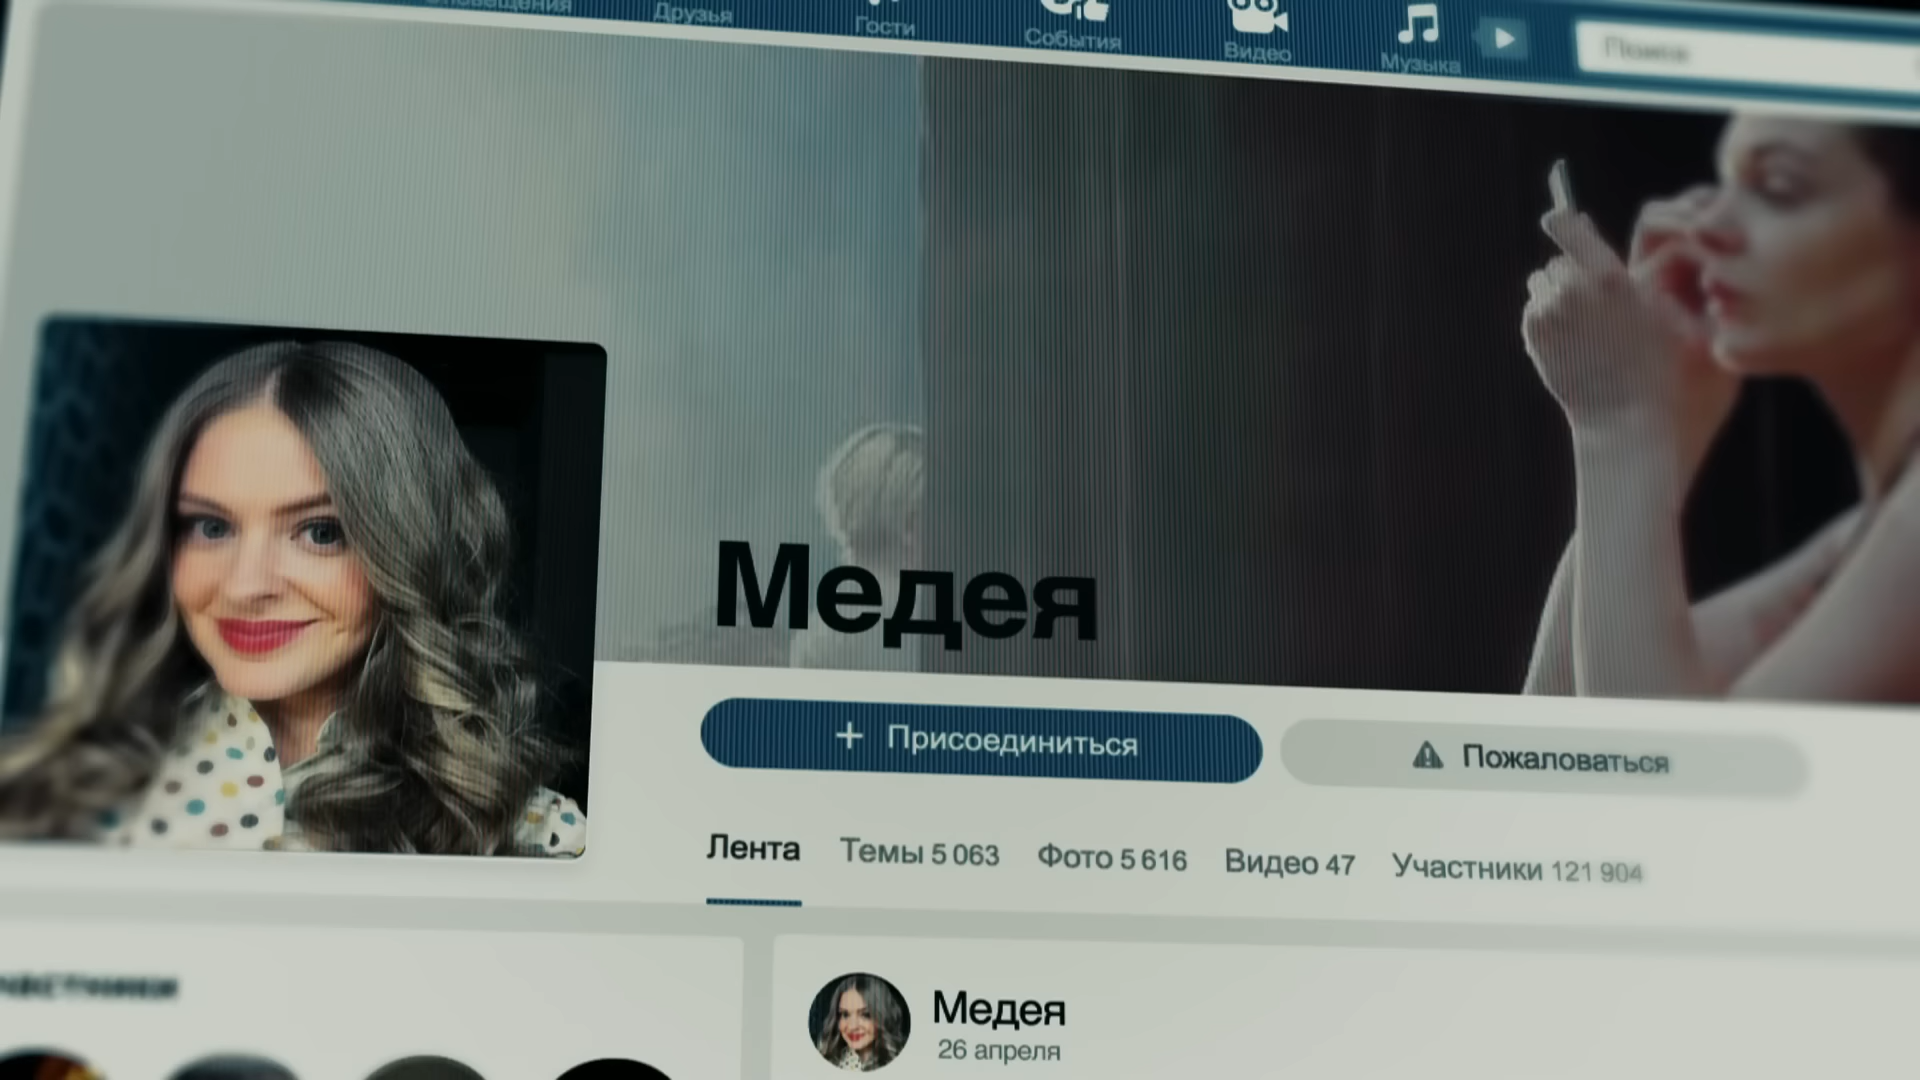 Друзья
Гости
События
Видео
Музыка
Поиск
Медея
Присоединиться
Пожаловаться
Лента Темы 5 063 Фото 5 616 Видео 47 Участники 121 904
Медея
26 апреля